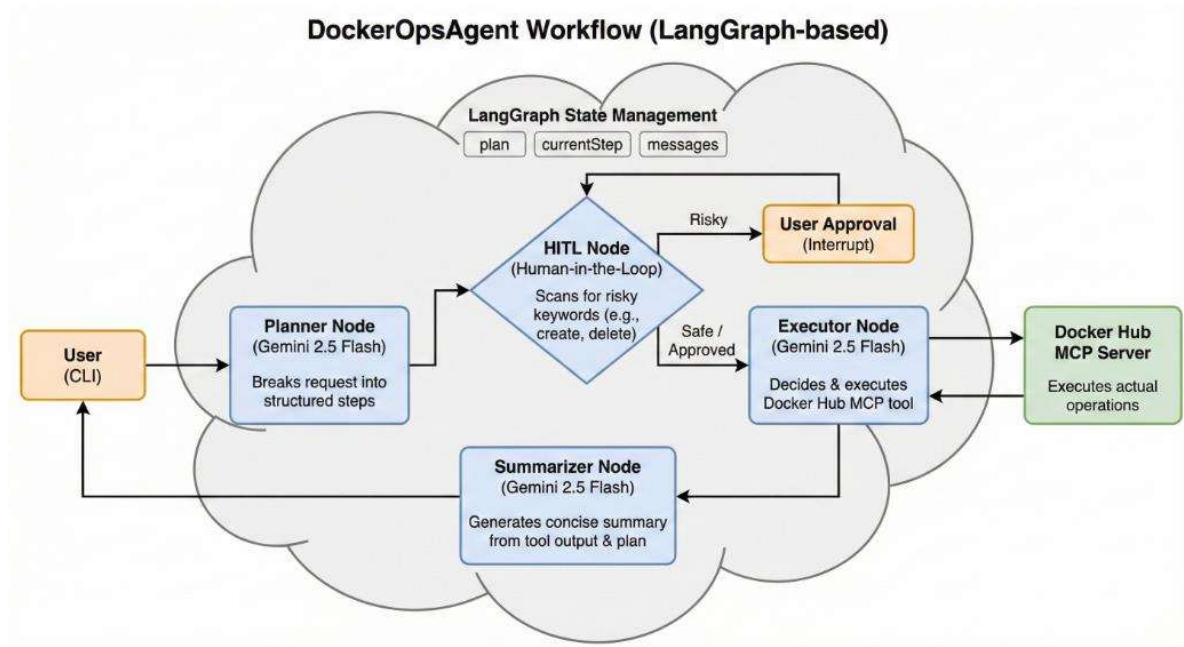 DockerOpsAgent Workflow (LangGraph-based)
LangGraph State Management
plan
currentStep
messages
User
(CLI)
Planner Node
(Gemini 2.5 Flash)
Breaks request into
structured steps
HITL Node
(Human-in-the-Loop)
Scans for risky
keywords (e.g.,
create, delete)
Risky
User Approval
(Interrupt)
Safe /
Approved
Executor Node
(Gemini 2.5 Flash)
Decides & executes
Docker Hub MCP tool
Docker Hub
MCP Server
Executes actual
operations
Summarizer Node
(Gemini 2.5 Flash)
Generates concise summary
from tool output & plan